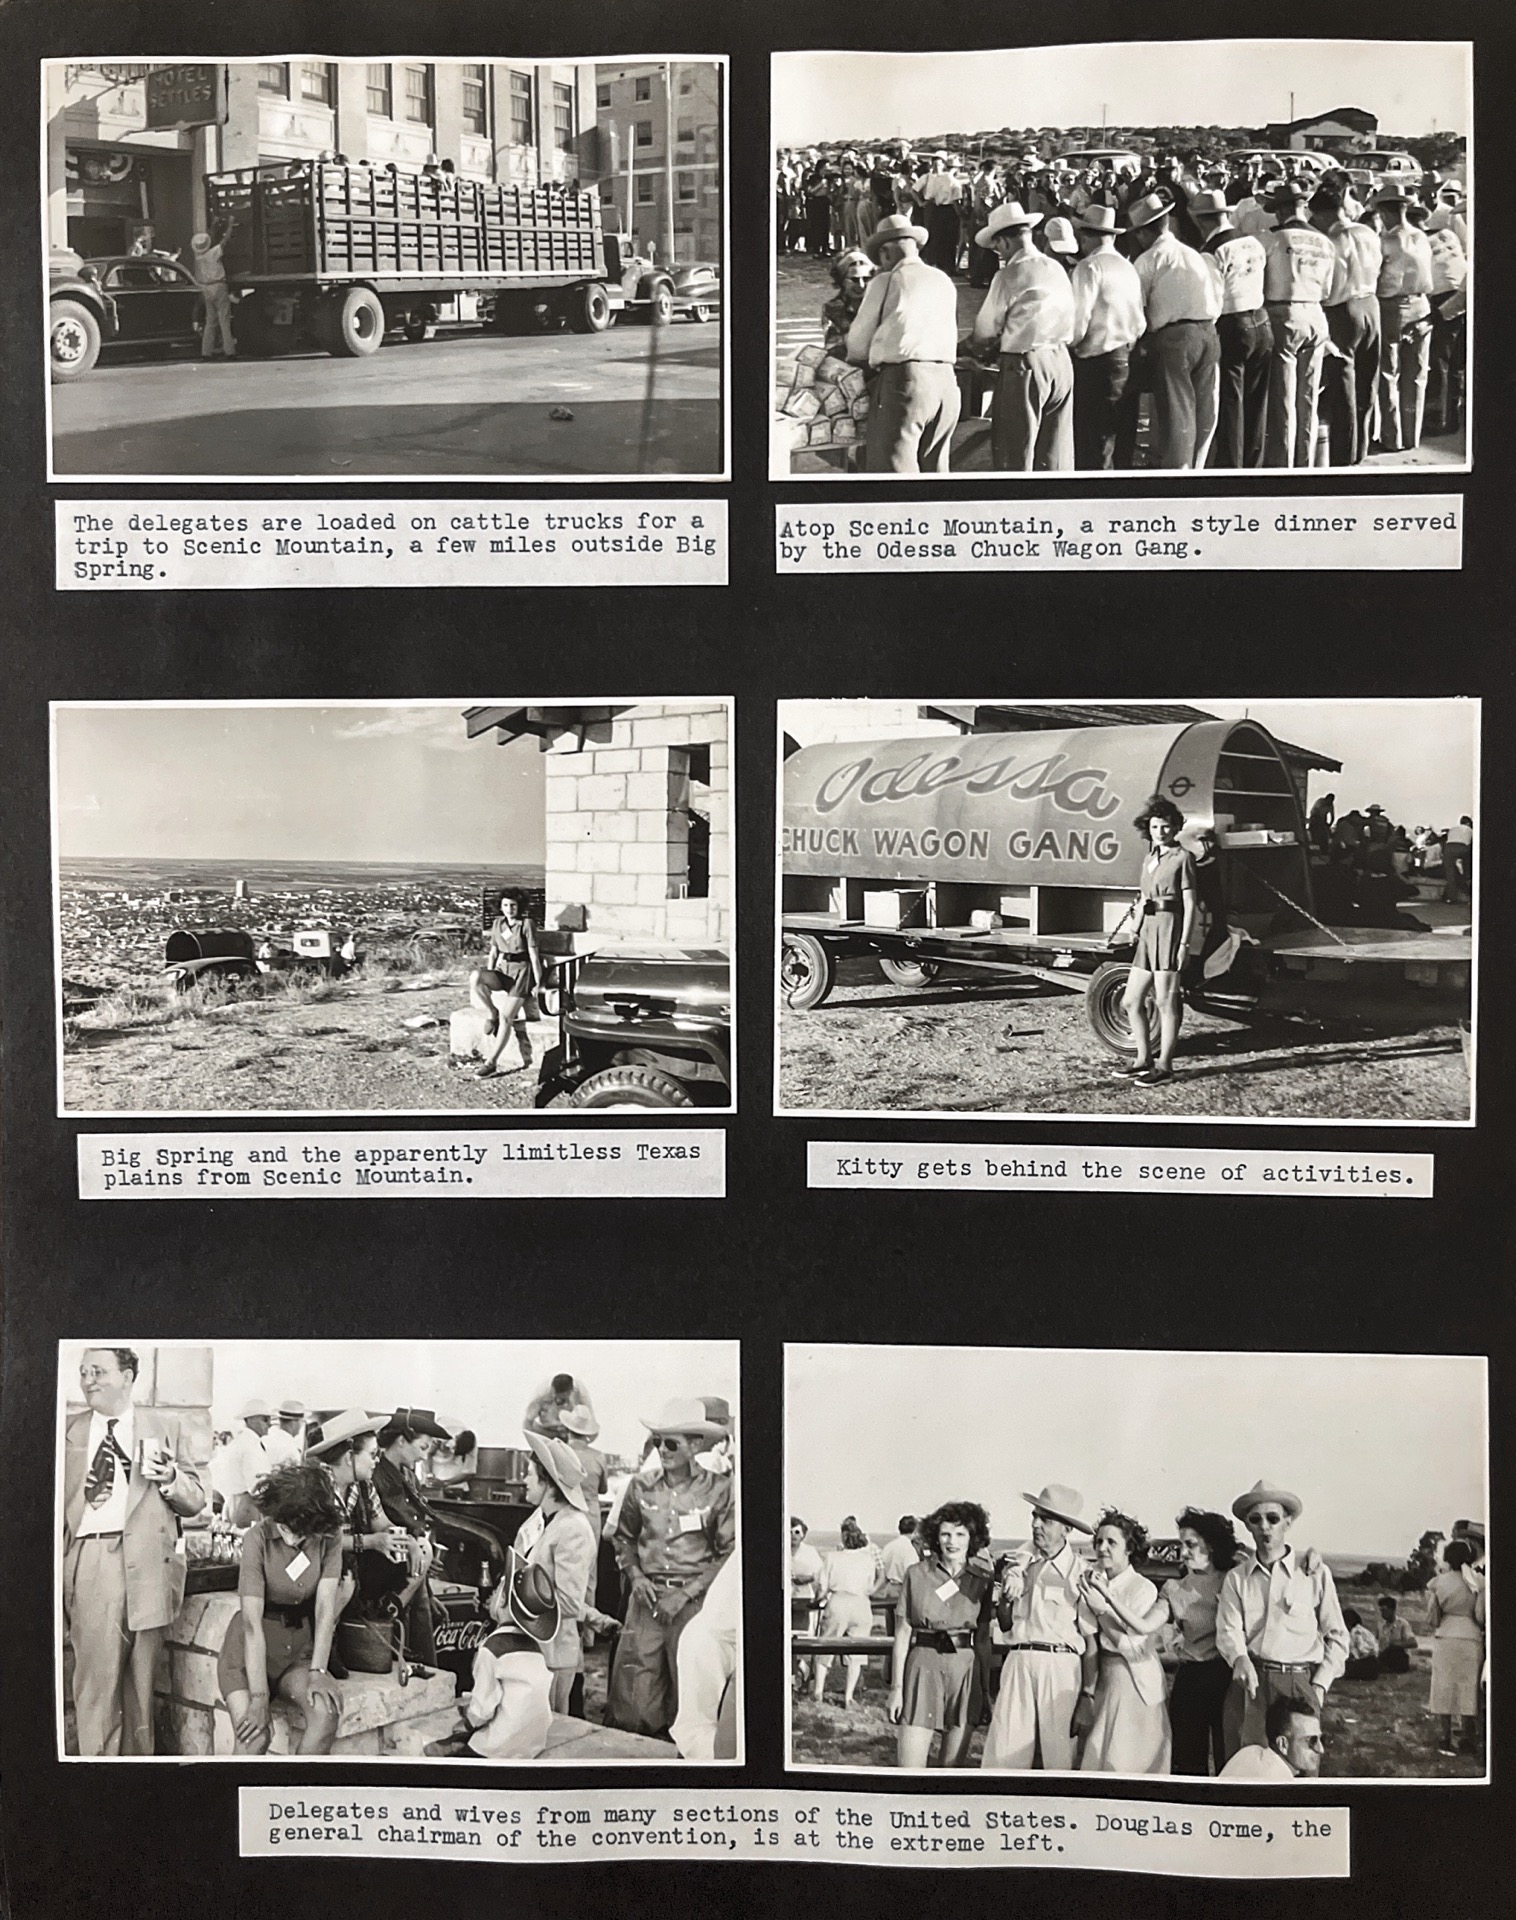 HOTEL
SETTLES
The delegates are loaded on cattle trucks for a
trip to Scenic Mountain, a few miles outside Big
Spring.
Atop Scenic Mountain, a ranch style dinner served
by the Odessa Chuck Wagon Gang.
Odessa
CHUCK WAGON GANG
Big Spring and the apparently limitless Texas
plains from Scenic Mountain.
Kitty gets behind the scene of activities.
DRINK
Coca-Cola
Delegates and wives from many sections of the United States. Douglas Orme, the
general chairman of the convention, is at the extreme left.